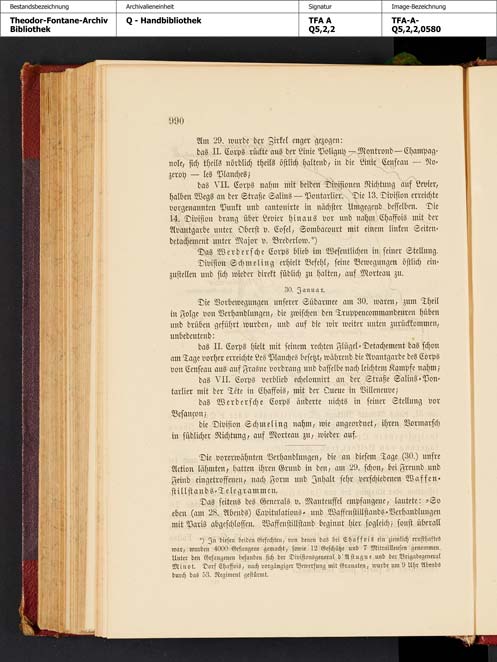 Bestandsbezeichnung
Archivalieneinheit
Signatur
Image-Bezeichnung
Theodor-Fontane-Archiv
Bibliothek
Q - Handbibliothek
TFA A
Q5,2,2
TFA-A-
Q5,2,2,0580
990
Am 29. wurde der Zirkel enger gezogen:
das II. Corps rückte aus der Linie Poligny — Montrond — Champag-
nole, sich theils nördlich theils östlich haltend, in die Linie Censeau — No-
zeroy — les Planches;
das VII. Corps nahm mit beiden Divisionen Richtung auf Levier,
halben Wegs an der Straße Salins — Pontarlier. Die 13. Division erreichte
vorgenannten Punkt und cantonirte in nächster Umgegend desselben. Die
14. Division drang über Levier hinaus vor und nahm Chaffois mit der
Avantgarde unter Oberst v. Cosel, Sombacourt mit einem linken Seiten-
detachement unter Major v. Brederlow.*)
Das Werdersche Corps blieb im Wesentlichen in seiner Stellung.
Division Schmeling erhielt Befehl, seine Bewegungen östlich ein-
zustellen und sich wieder direkt südlich zu halten, auf Morteau zu.
30. Januar.
Die Vorbewegungen unserer Südarmee am 30. waren, zum Theil
in Folge von Verhandlungen, die zwischen den Truppencommandeuren hüben
und drüben geführt wurden, und auf die wir weiter unten zurückkommen,
unbedeutend:
das II. Corps hielt mit seinem rechten Flügel-Detachement das schon
am Tage vorher erreichte Les Planches besetzt, während die Avantgarde des Corps
von Censeau aus auf Frasne vordrang und dasselbe nach leichtem Kampfe nahm;
das VII. Corps verblieb echelonnirt an der Straße Salins-Pon-
tarlier mit der Tête in Chaffois, mit der Queue in Villeneuve;
das Werdersche Corps änderte nichts in seiner Stellung vor
Besançon;
die Division Schmeling nahm, wie angeordnet, ihren Vormarsch
in südlicher Richtung, auf Morteau zu, wieder auf.
Die vorerwähnten Verhandlungen, die an diesem Tage (30.) unsre
Action lähmten, hatten ihren Grund in den, am 29. schon, bei Freund und
Feind eingetroffenen, nach Form und Inhalt sehr verschiedenen Waffen-
stillstands-Telegrammen.
Das seitens des Generals v. Manteuffel empfangene, lautete: »So
eben (am 28. Abends) Capitulations- und Waffenstillstands-Verhandlungen
mit Paris abgeschlossen. Waffenstillstand beginnt hier sogleich; sonst überall
*) In diesen beiden Gefechten, von denen das bei Chaffois ein ziemlich ernsthaftes
war, wurden 4000 Gefangene gemacht, sowie 12 Geschütze und 7 Mitrailleusen genommen.
Unter den Gefangenen befanden sich der Divisionsgeneral d'Astugue und der Brigadegeneral
Minot. Dorf Chaffois, nach vorgängiger Bewerfung mit Granaten, wurde um 9 Uhr Abends
durch das 53. Regiment gestürmt.